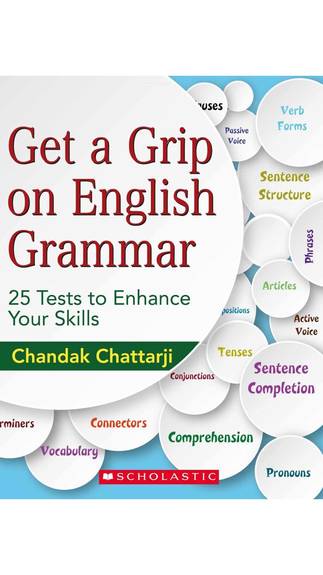 Get a Grip
on English
Grammar
25 Tests to Enhance
Your Skills
Chandak Chattarji
Passive
Voice
Verb
Forms
Sentence
Structure
Phrases
Articles
Active
Voice
Tenses
Conjunctions
Sentence
Completion
Connectors
Comprehension
Vocabulary
Pronouns
SCHOLASTIC